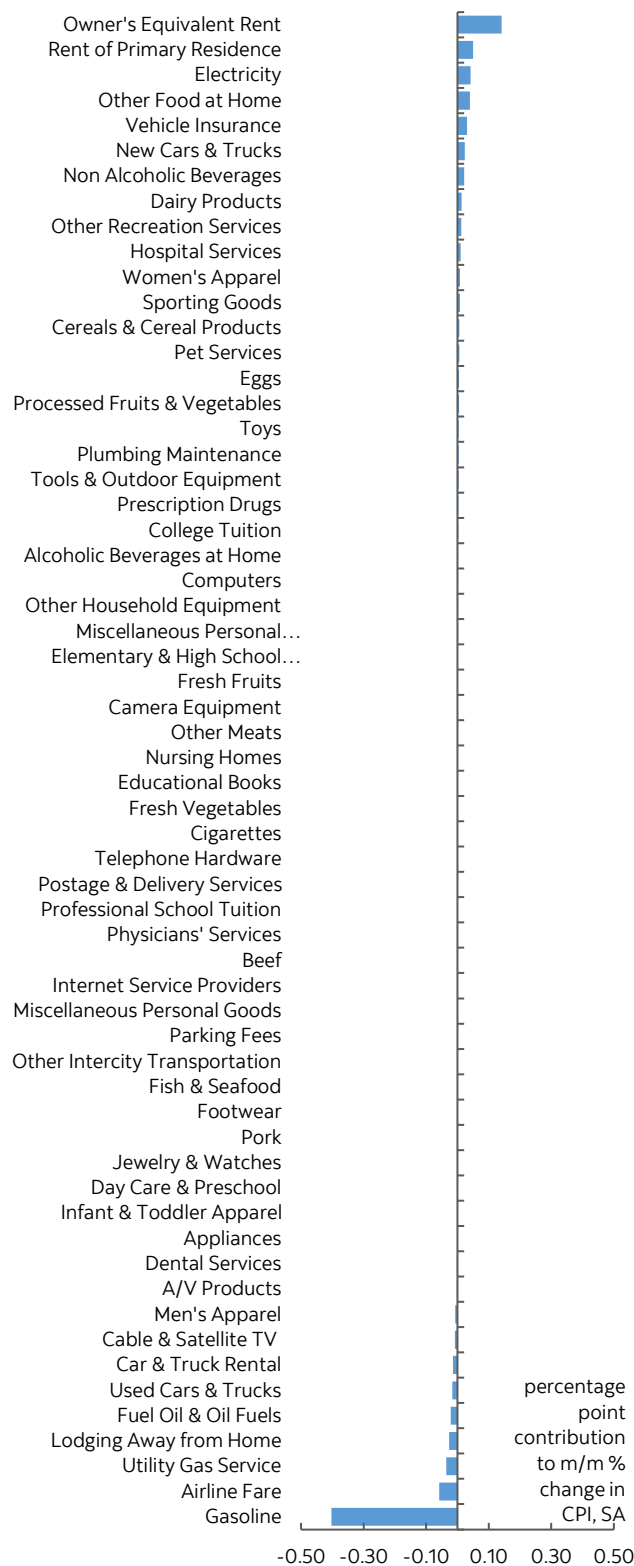 Owner's Equivalent Rent
Rent of Primary Residence
Electricity
Other Food at Home
Vehicle Insurance
New Cars & Trucks
Non Alcoholic Beverages
Dairy Products
Other Recreation Services
Hospital Services
Women's Apparel
Sporting Goods
Cereals & Cereal Products
Pet Services
Eggs
Processed Fruits & Vegetables
Toys
Plumbing Maintenance
Tools & Outdoor Equipment
Prescription Drugs
College Tuition
Alcoholic Beverages at Home
Computers
Other Household Equipment
Miscellaneous Personal…
Elementary & High School…
Fresh Fruits
Camera Equipment
Other Meats
Nursing Homes
Educational Books
Fresh Vegetables
Cigarettes
Telephone Hardware
Postage & Delivery Services
Professional School Tuition
Physicians' Services
Beef
Internet Service Providers
Miscellaneous Personal Goods
Parking Fees
Other Intercity Transportation
Fish & Seafood
Footwear
Pork
Jewelry & Watches
Day Care & Preschool
Infant & Toddler Apparel
Appliances
Dental Services
A/V Products
Men's Apparel
Cable & Satellite TV
Car & Truck Rental
Used Cars & Trucks
Fuel Oil & Oil Fuels
Lodging Away from Home
Utility Gas Service
Airline Fare
Gasoline
percentage
point
contribution
to m/m %
change in
CPI, SA
-0.50 -0.30 -0.10 0.10 0.30 0.50